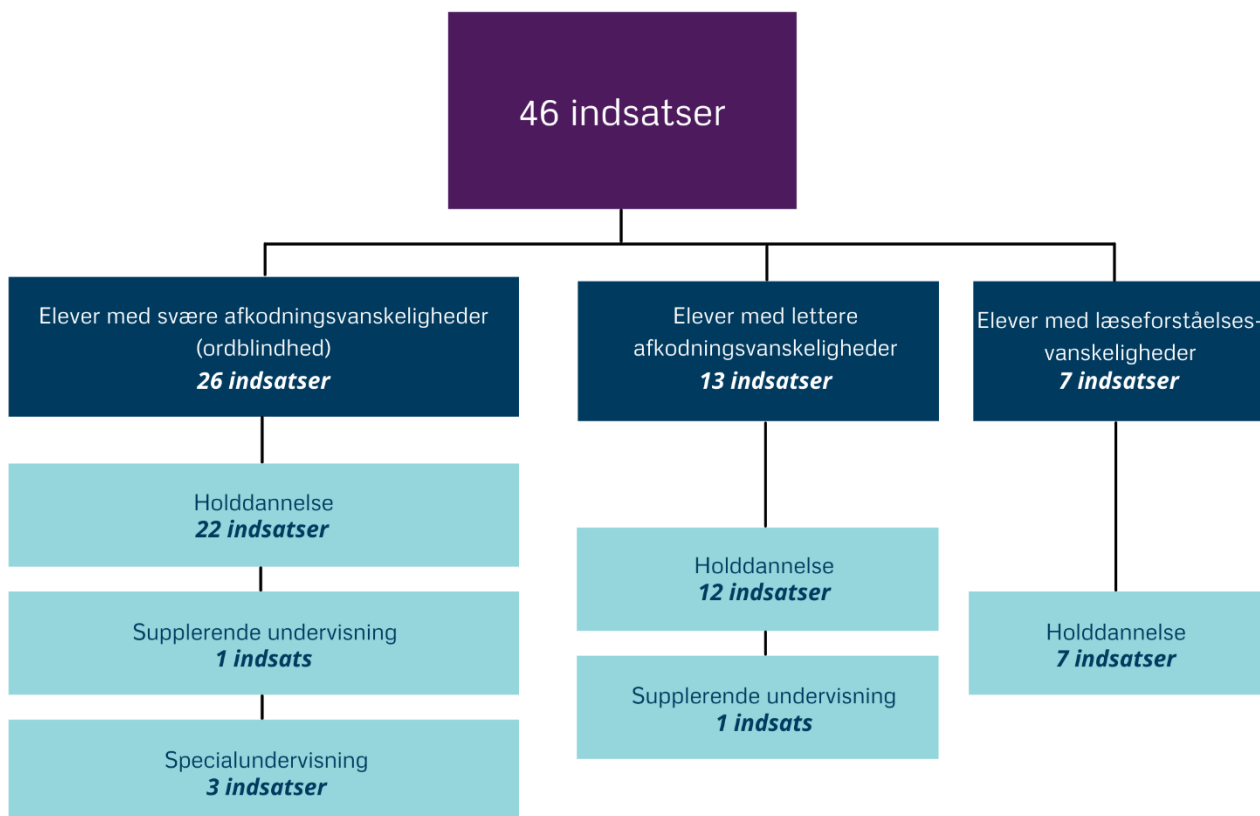 46 indsatser
Elever med svære afkodningsvanskeligheder
(ordblindhed)
26 indsatser
Holddannelse
22 indsatser
Supplerende undervisning
1 indsats
Specialundervisning
3 indsatser
Elever med lettere
afkodningsvanskeligheder
13 indsatser
Holddannelse
12 indsatser
Supplerende undervisning
1 indsats
Elever med læseforståelses-
vanskeligheder
7 indsatser
Holddannelse
7 indsatser